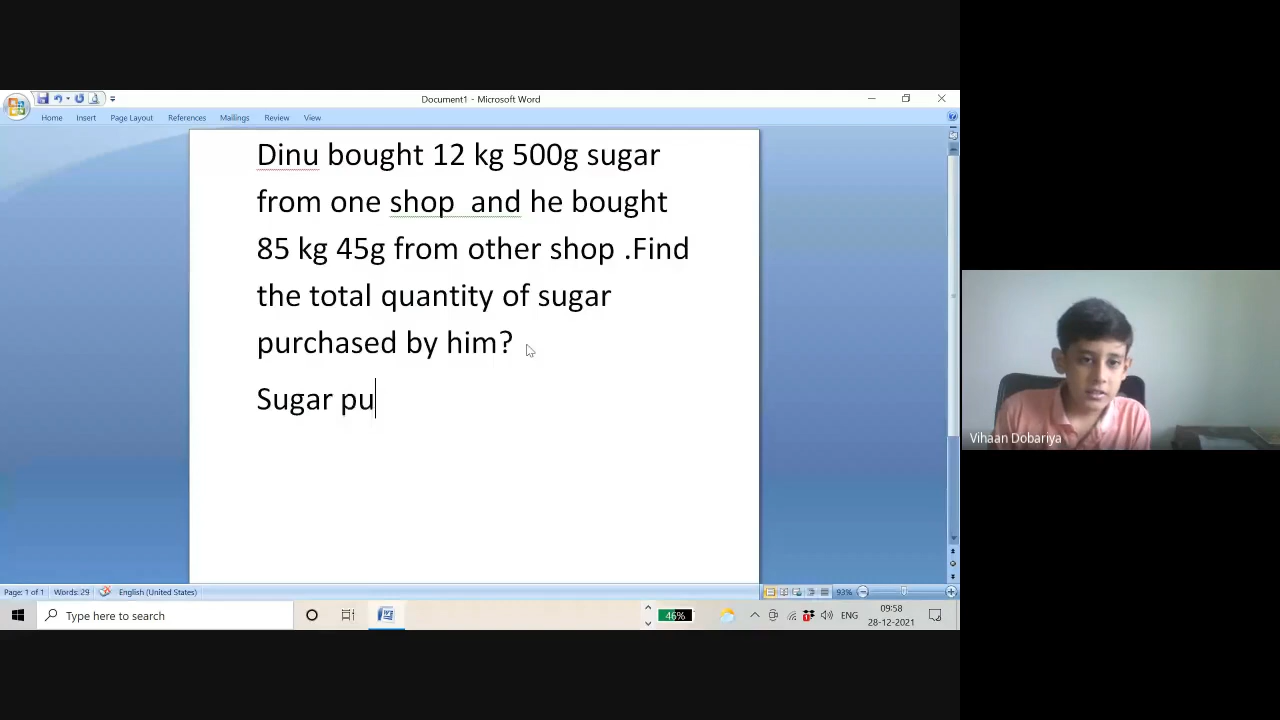 Document1 - Microsoft Word
Home Insert Page Layout References Mailings Review View
Dinu bought 12 kg 500g sugar
from one shop  and he bought
85 kg 45g from other shop .Find
the total quantity of sugar
purchased by him?
Sugar pu
Vihaan Dobariya
Page: 1 of 1 Words: 29 English (United States) 93%
Type here to search
46%
ENG
09:58
28-12-2021